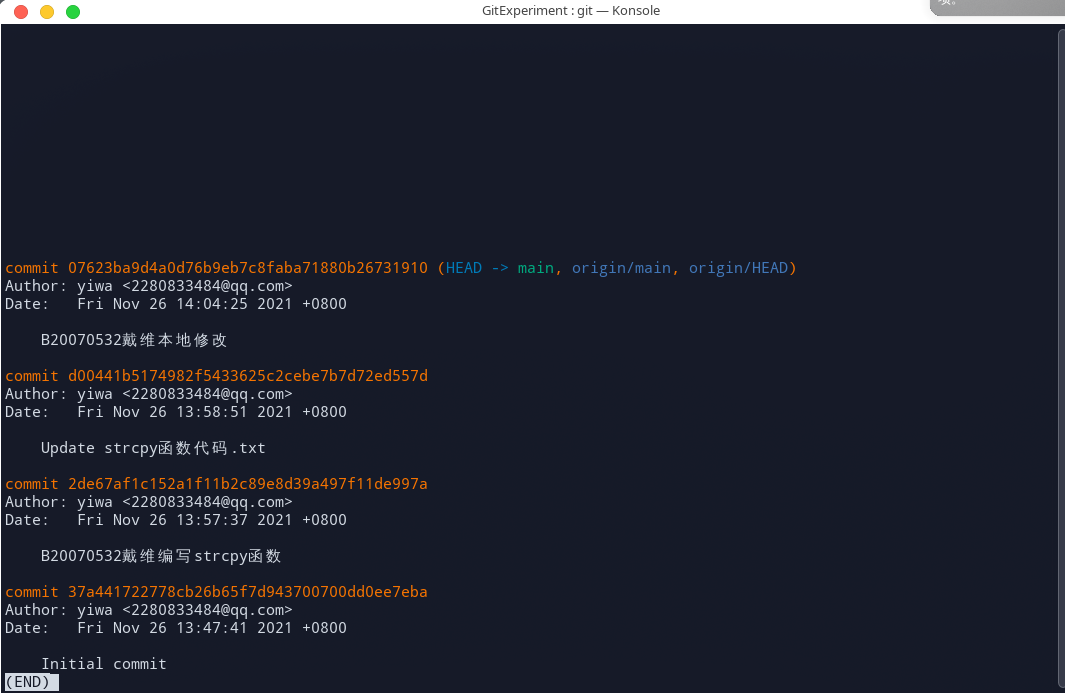 GitExperiment : git — Konsole
项。
commit 07623ba9d4a0d76b9eb7c8faba71880b26731910 (HEAD -> main, origin/main, origin/HEAD)
Author: yiwa <2280833484@qq.com>
Date:   Fri Nov 26 14:04:25 2021 +0800
B20070532戴维本地修改
commit d00441b5174982f5433625c2cebe7b7d72ed557d
Author: yiwa <2280833484@qq.com>
Date:   Fri Nov 26 13:58:51 2021 +0800
Update strcpy函数代码.txt
commit 2de67af1c152a1f11b2c89e8d39a497f11de997a
Author: yiwa <2280833484@qq.com>
Date:   Fri Nov 26 13:57:37 2021 +0800
B20070532戴维编写strcpy函数
commit 37a441722778cb26b65f7d943700700dd0ee7eba
Author: yiwa <2280833484@qq.com>
Date:   Fri Nov 26 13:47:41 2021 +0800
Initial commit
(END)